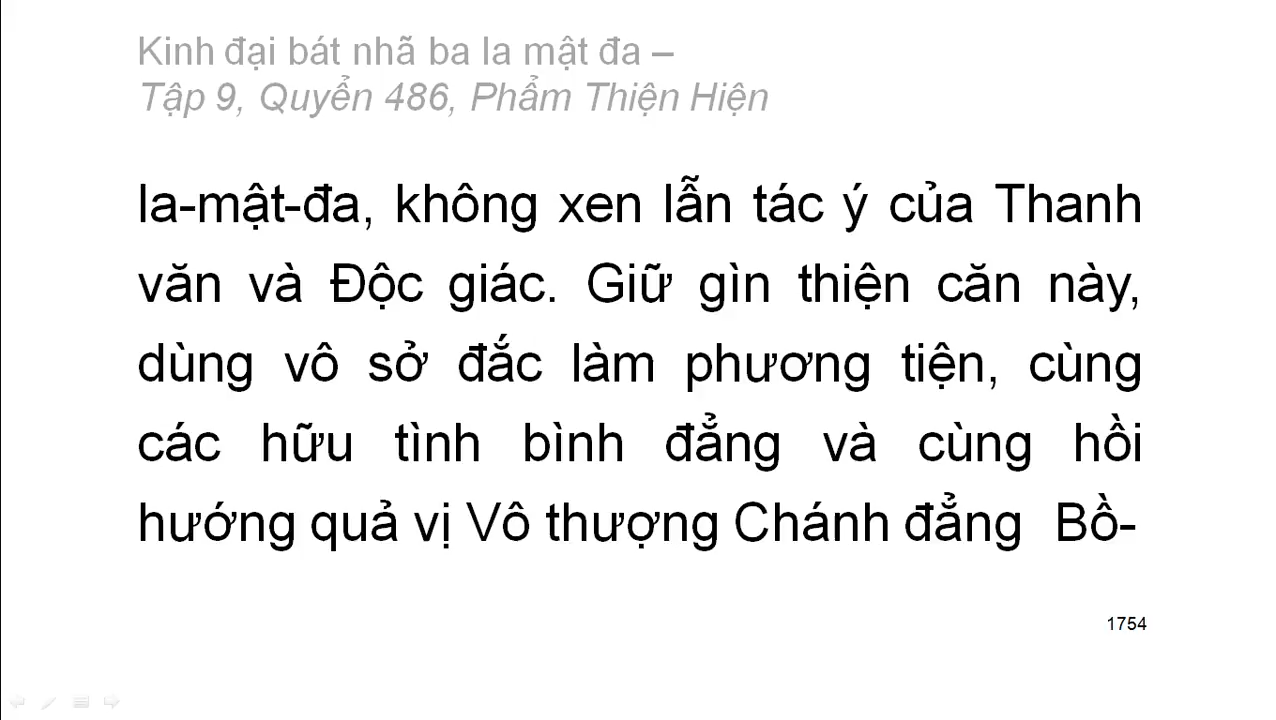 Kinh đại bát nhã ba la mật đa –
Tập 9, Quyển 486, Phẩm Thiện Hiện
la-mật-đa, không xen lẫn tác ý của Thanh
văn và Độc giác. Giữ gìn thiện căn này,
dùng vô sở đắc làm phương tiện, cùng
các hữu tình bình đẳng và cùng hồi
hướng quả vị Vô thượng Chánh đẳng  Bồ-
1754